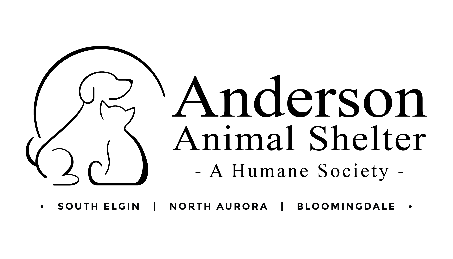 Anderson
Animal Shelter
- A Humane Society -
• SOUTH ELGIN | NORTH AURORA | BLOOMINGDALE •